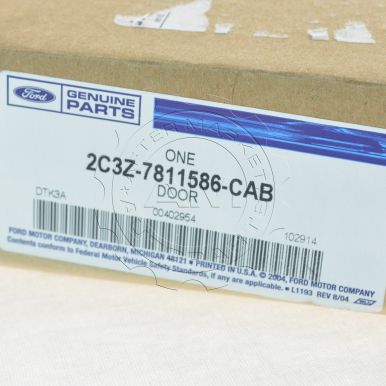 Ford
GENUINE
PARTS
ONE
2C3Z-7811586-CAB
DOOR
DTK3A
00402954
102914
FORD MOTOR COMPANY, DEARBORN, MICHIGAN 48121 • PRINTED IN U.S.A. • © 2004, FORD MOTOR COMPANY
Contents conform to Federal Motor Vehicle Safety Standards, if any are applicable. • L1193 REV 8/04